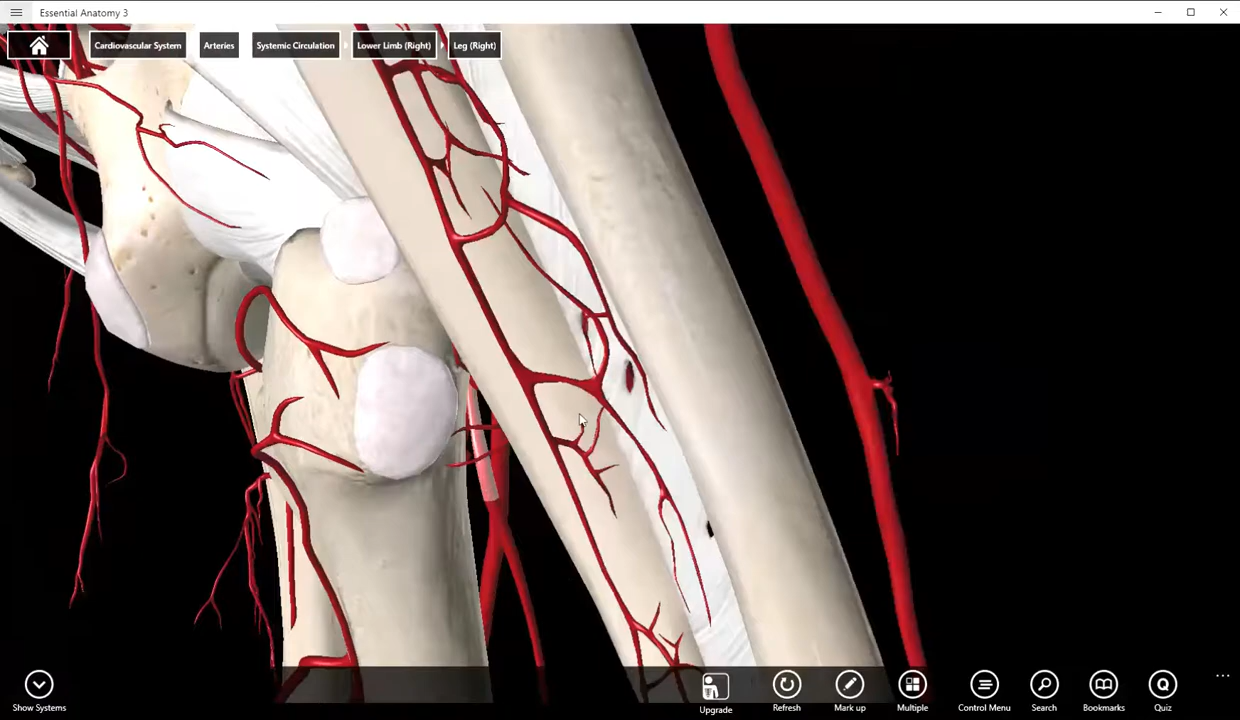 Essential Anatomy 3
Cardiovascular System
Arteries
Systemic Circulation
Lower Limb (Right)
Leg (Right)
Show Systems
Upgrade
Refresh
Mark up
Multiple
Control Menu
Search
Bookmarks
Q
Quiz